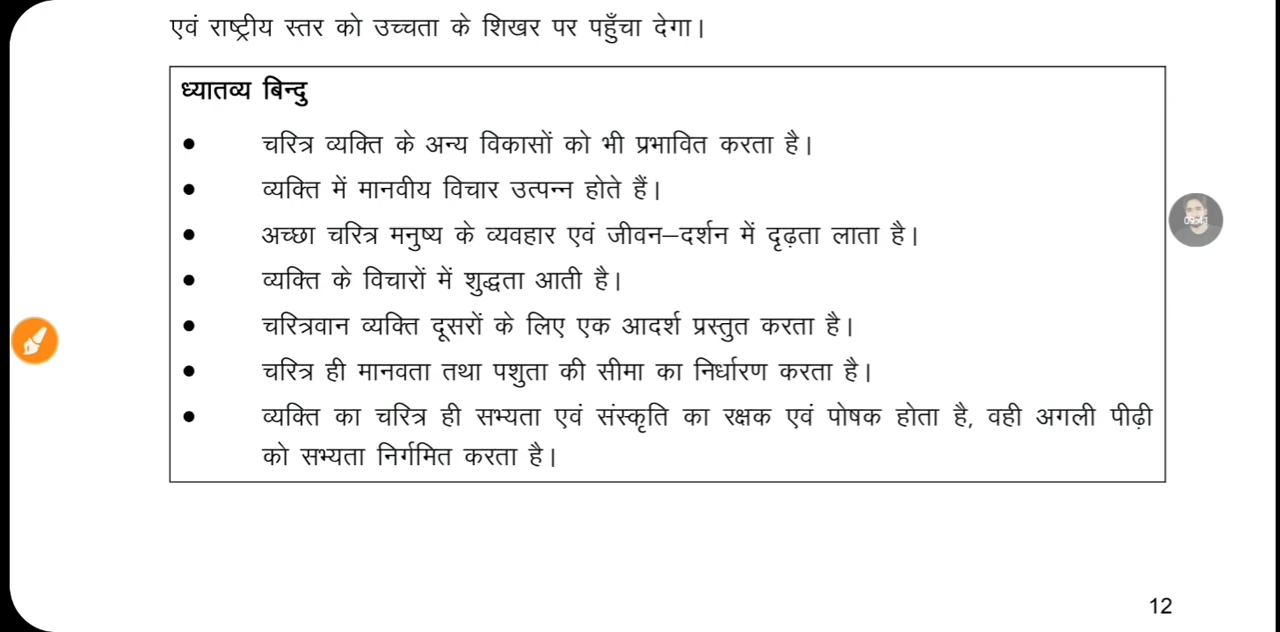 एवं राष्ट्रीय स्तर को उच्चता के शिखर पर पहुँचा देगा।
ध्यातव्य बिन्दु
● चरित्र व्यक्ति के अन्य विकासों को भी प्रभावित करता है।
● व्यक्ति में मानवीय विचार उत्पन्न होते हैं।
● अच्छा चरित्र मनुष्य के व्यवहार एवं जीवन–दर्शन में दृढ़ता लाता है।
● व्यक्ति के विचारों में शुद्धता आती है।
● चरित्रवान व्यक्ति दूसरों के लिए एक आदर्श प्रस्तुत करता है।
● चरित्र ही मानवता तथा पशुता की सीमा का निर्धारण करता है।
● व्यक्ति का चरित्र ही सभ्यता एवं संस्कृति का रक्षक एवं पोषक होता है, वही अगली पीढ़ी
को सभ्यता निर्गमित करता है।
12